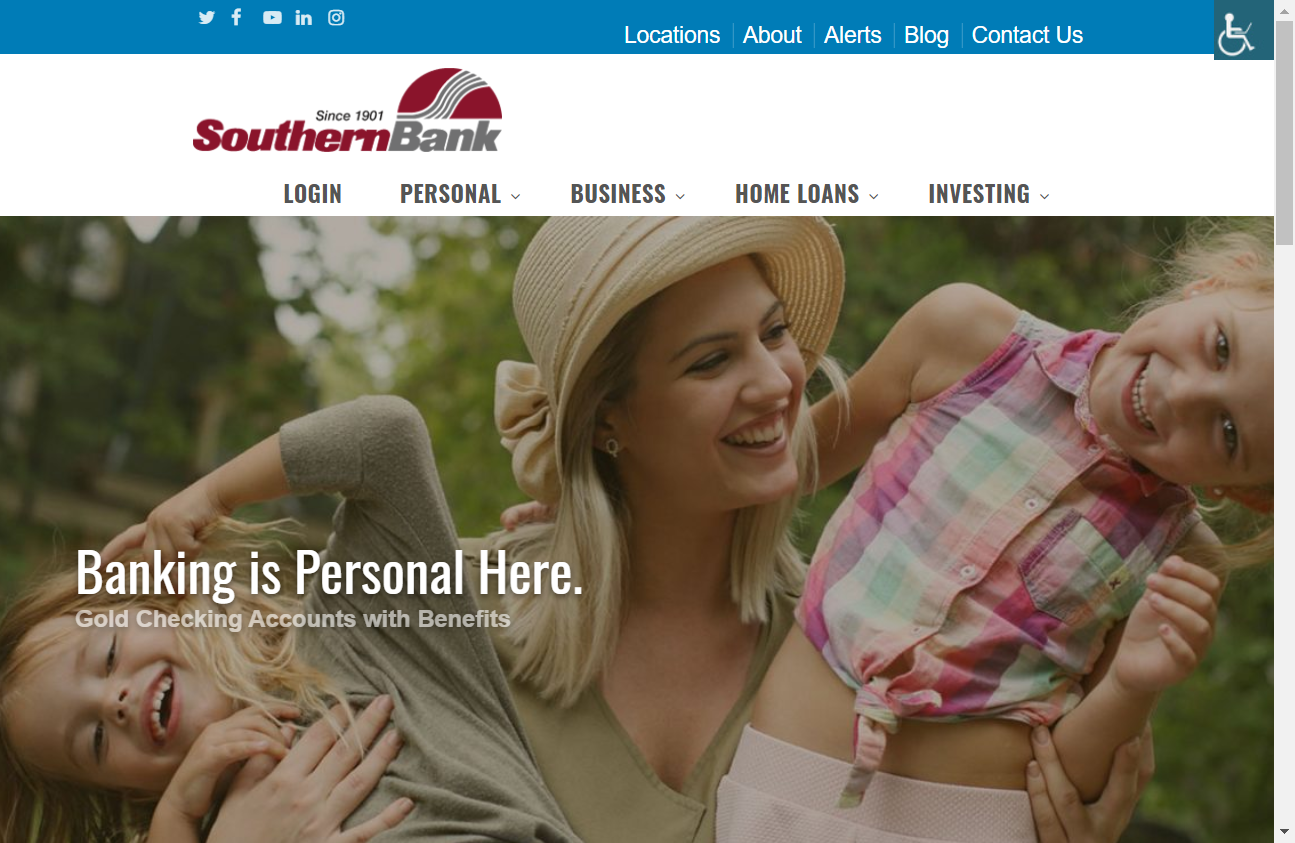 Locations About Alerts Blog Contact Us
Since 1901
SouthernBank
LOGIN PERSONAL BUSINESS HOME LOANS INVESTING
Banking is Personal Here.
Gold Checking Accounts with Benefits